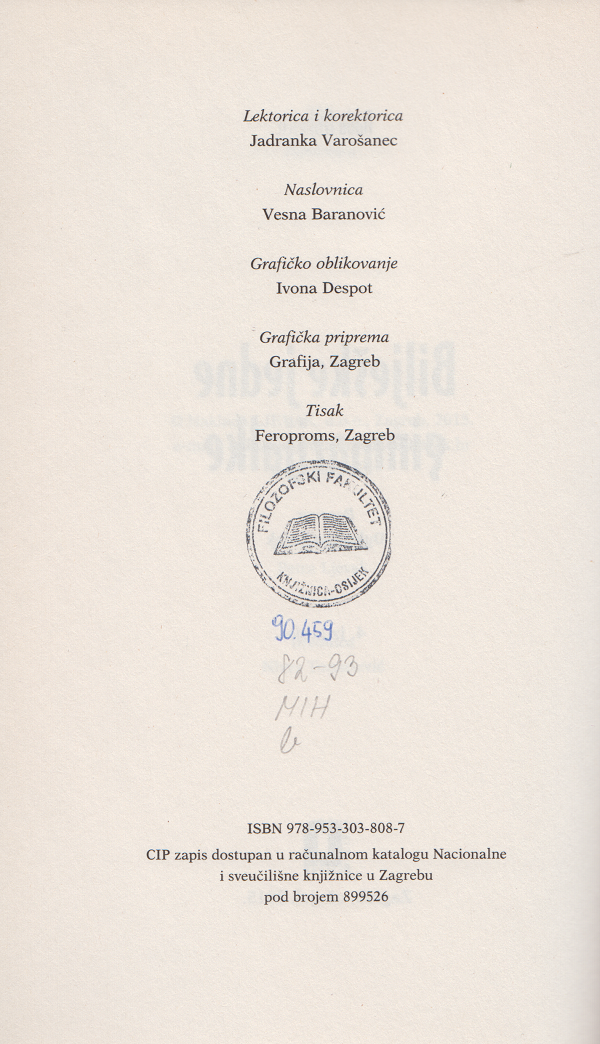 Lektorica i korektorica
Jadranka Varošanec
Naslovnica
Vesna Baranović
Grafičko oblikovanje
Ivona Despot
Grafička priprema
Grafija, Zagreb
Tisak
Feroproms, Zagreb
FILOZOFSKI FAKULTET
KNJIŽNICA-OSIJEK
90.459
82-93
MIH
b
ISBN 978-953-303-808-7
CIP zapis dostupan u računalnom katalogu Nacionalne
i sveučilišne knjižnice u Zagrebu
pod brojem 899526